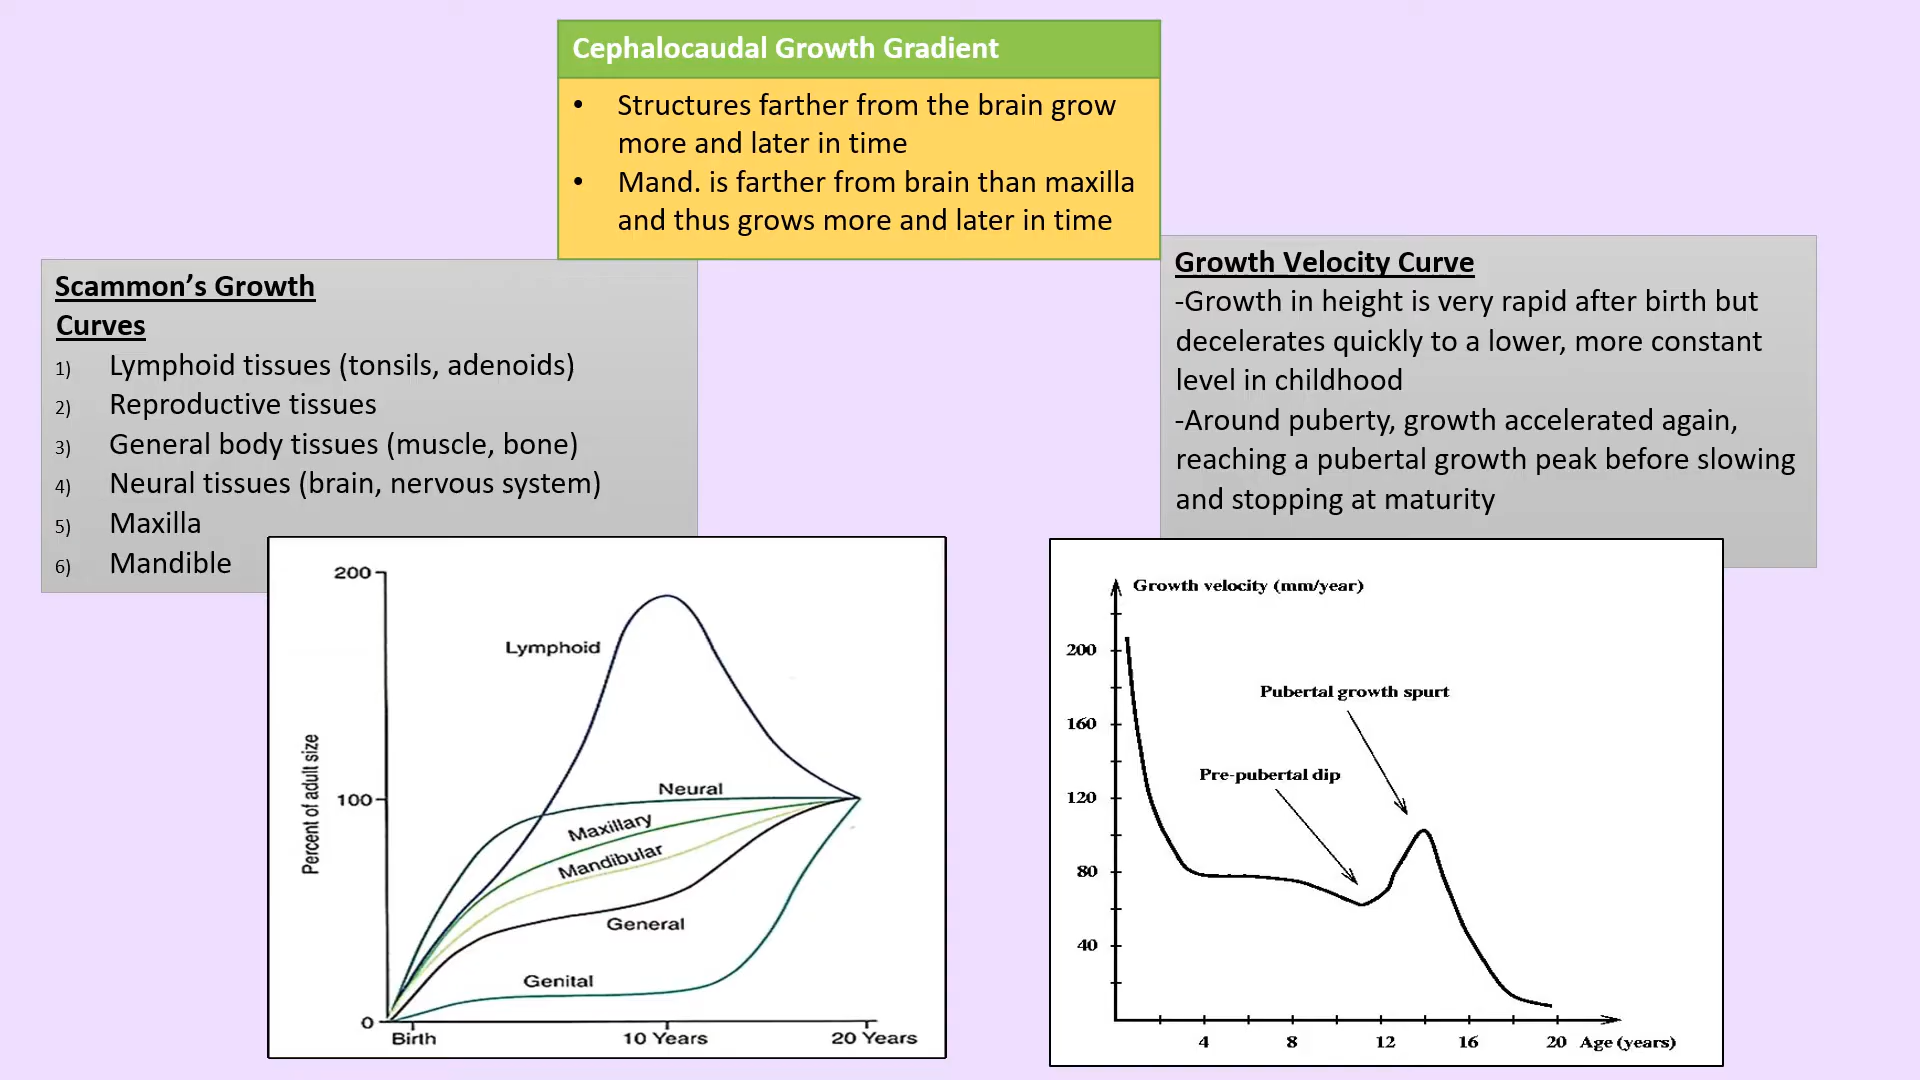 Cephalocaudal Growth Gradient
• Structures farther from the brain grow
more and later in time
• Mand. is farther from brain than maxilla
and thus grows more and later in time
Scammon’s Growth
Curves
1) Lymphoid tissues (tonsils, adenoids)
2) Reproductive tissues
3) General body tissues (muscle, bone)
4) Neural tissues (brain, nervous system)
5) Maxilla
6) Mandible
Growth Velocity Curve
-Growth in height is very rapid after birth but
decelerates quickly to a lower, more constant
level in childhood
-Around puberty, growth accelerated again,
reaching a pubertal growth peak before slowing
and stopping at maturity
200
Lymphoid
Percent of adult size
Neural
100
Maxillary
Mandibular
General
Genital
0
Birth 10 Years 20 Years
Growth velocity (mm/year)
200
Pubertal growth spurt
160
Pre-pubertal dip
120
80
40
4 8 12 16 20 Age (years)